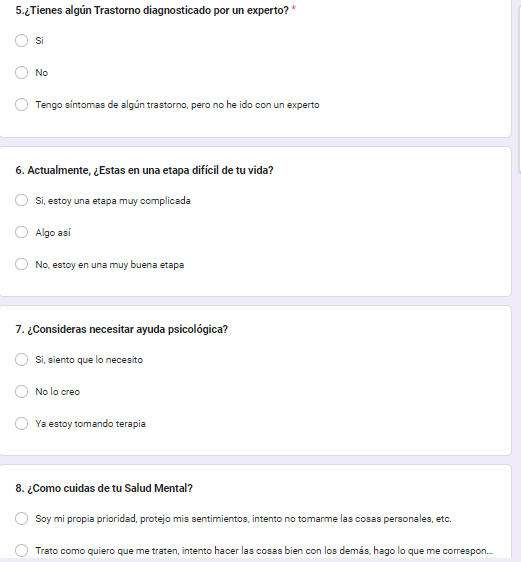 5.¿Tienes algún Trastorno diagnosticado por un experto? *
Si
No
Tengo síntomas de algún trastorno, pero no he ido con un experto
6. Actualmente, ¿Estas en una etapa difícil de tu vida?
Si, estoy una etapa muy complicada
Algo así
No, estoy en una muy buena etapa
7. ¿Consideras necesitar ayuda psicológica?
Si, siento que lo necesito
No lo creo
Ya estoy tomando terapia
8. ¿Como cuidas de tu Salud Mental?
Soy mi propia prioridad, protejo mis sentimientos, intento no tomarme las cosas personales, etc.
Trato como quiero que me traten, intento hacer las cosas bien con los demás, hago lo que me correspon...